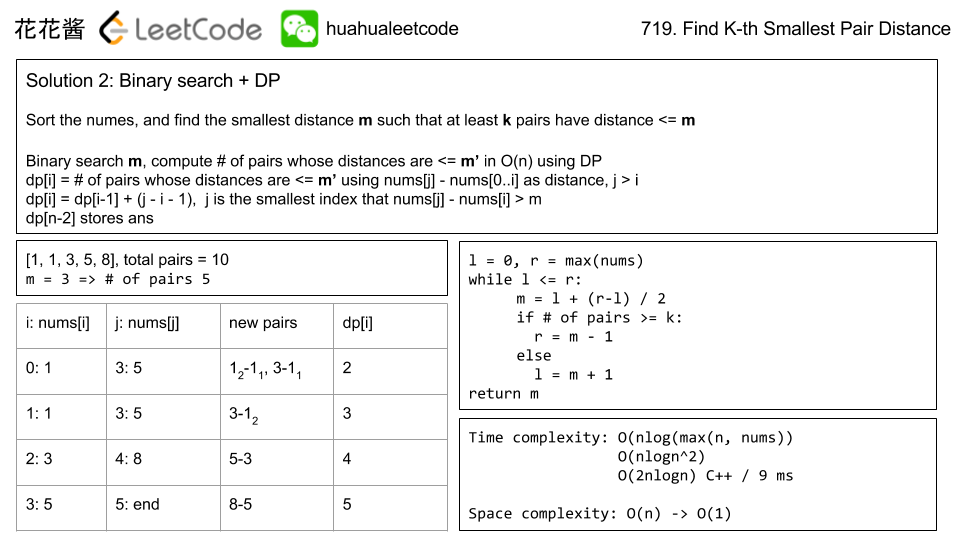 花花酱 LeetCode huahualeetcode 719. Find K-th Smallest Pair Distance
Solution 2: Binary search + DP
Sort the numes, and find the smallest distance m such that at least k pairs have distance <= m
Binary search m, compute # of pairs whose distances are <= m’ in O(n) using DP
dp[i] = # of pairs whose distances are <= m’ using nums[j] - nums[0..i] as distance, j > i
dp[i] = dp[i-1] + (j - i - 1), j is the smallest index that nums[j] - nums[i] > m
dp[n-2] stores ans
[1, 1, 3, 5, 8], total pairs = 10
m = 3 => # of pairs 5
i: nums[i] j: nums[j] new pairs dp[i]
0: 1 3: 5 1₂-1₁, 3-1₁ 2
1: 1 3: 5 3-1₂ 3
2: 3 4: 8 5-3 4
3: 5 5: end 8-5 5
l = 0, r = max(nums)
while l <= r:
m = l + (r-l) / 2
if # of pairs >= k:
r = m - 1
else
l = m + 1
return m
Time complexity: O(nlog(max(n, nums))
O(nlogn^2)
O(2nlogn) C++ / 9 ms
Space complexity: O(n) -> O(1)